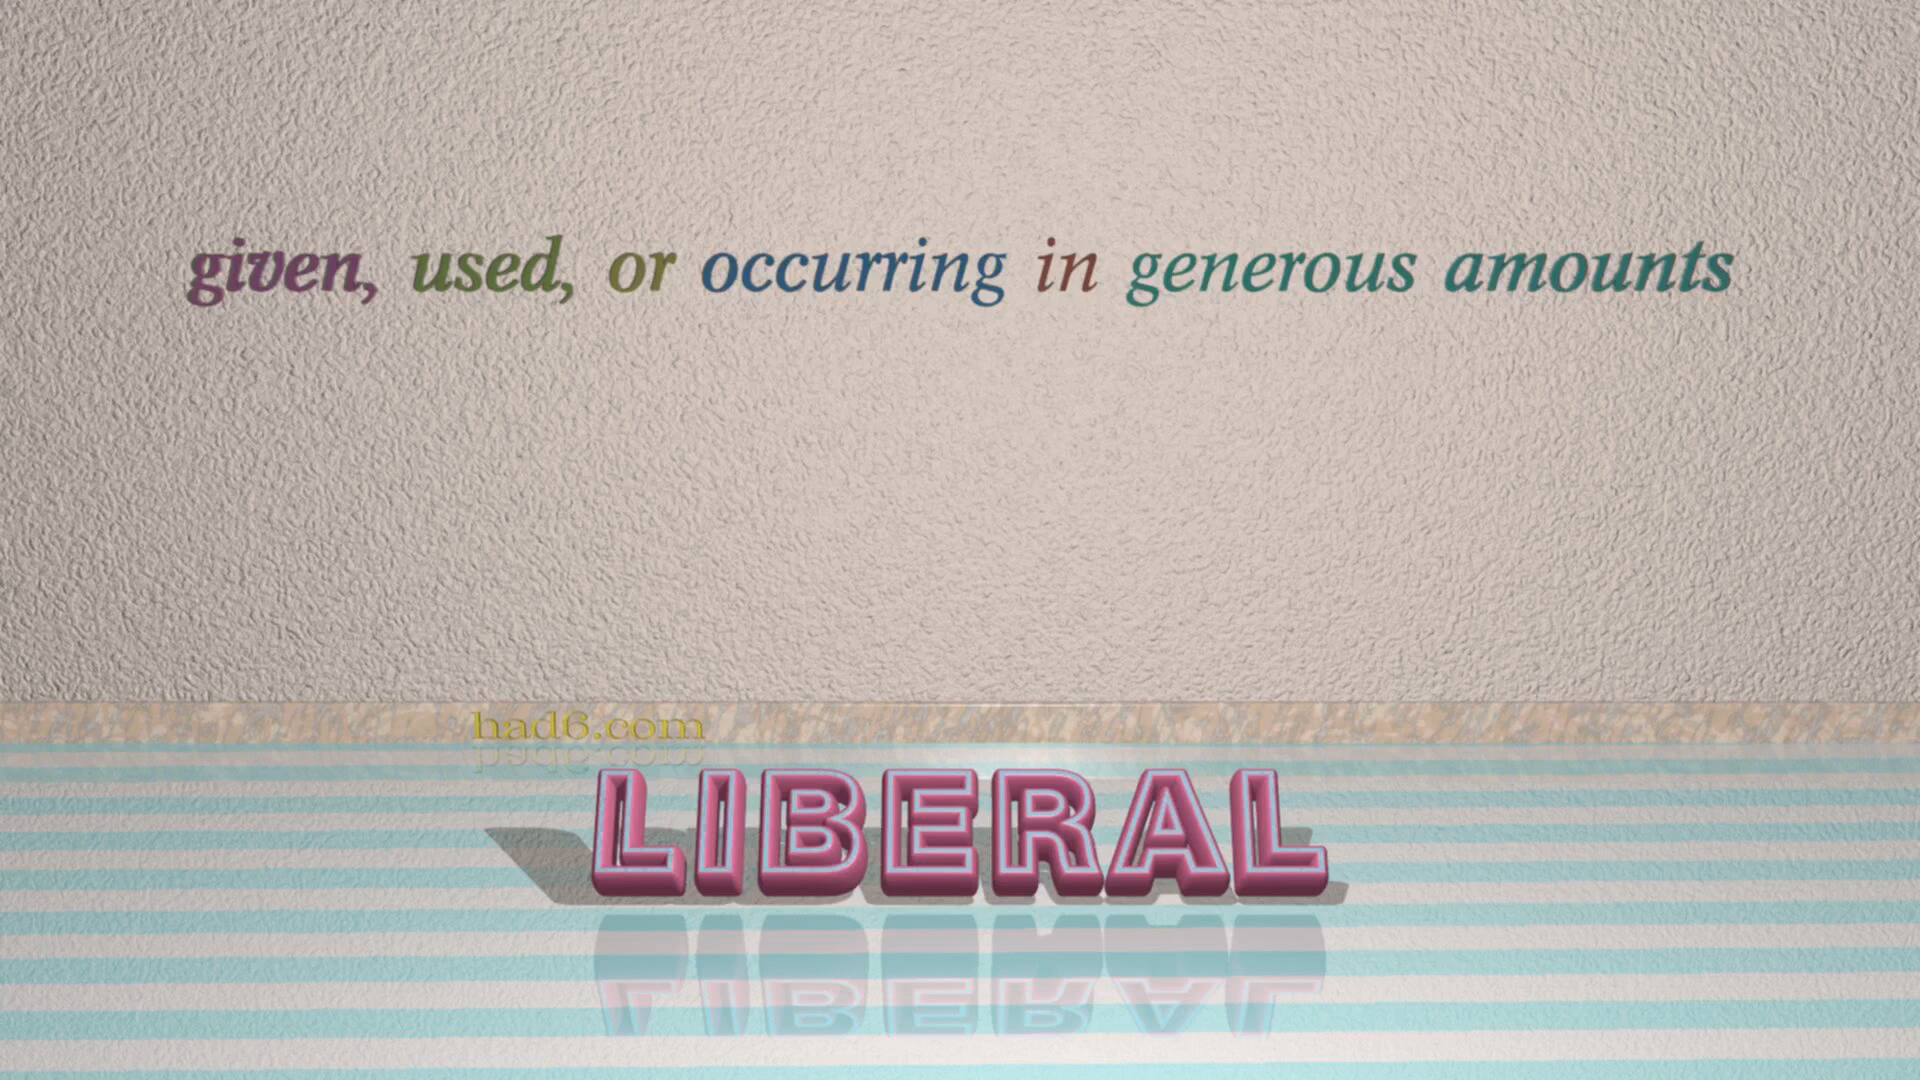 given, used, or occurring in generous amounts
had6.com
LIBERAL